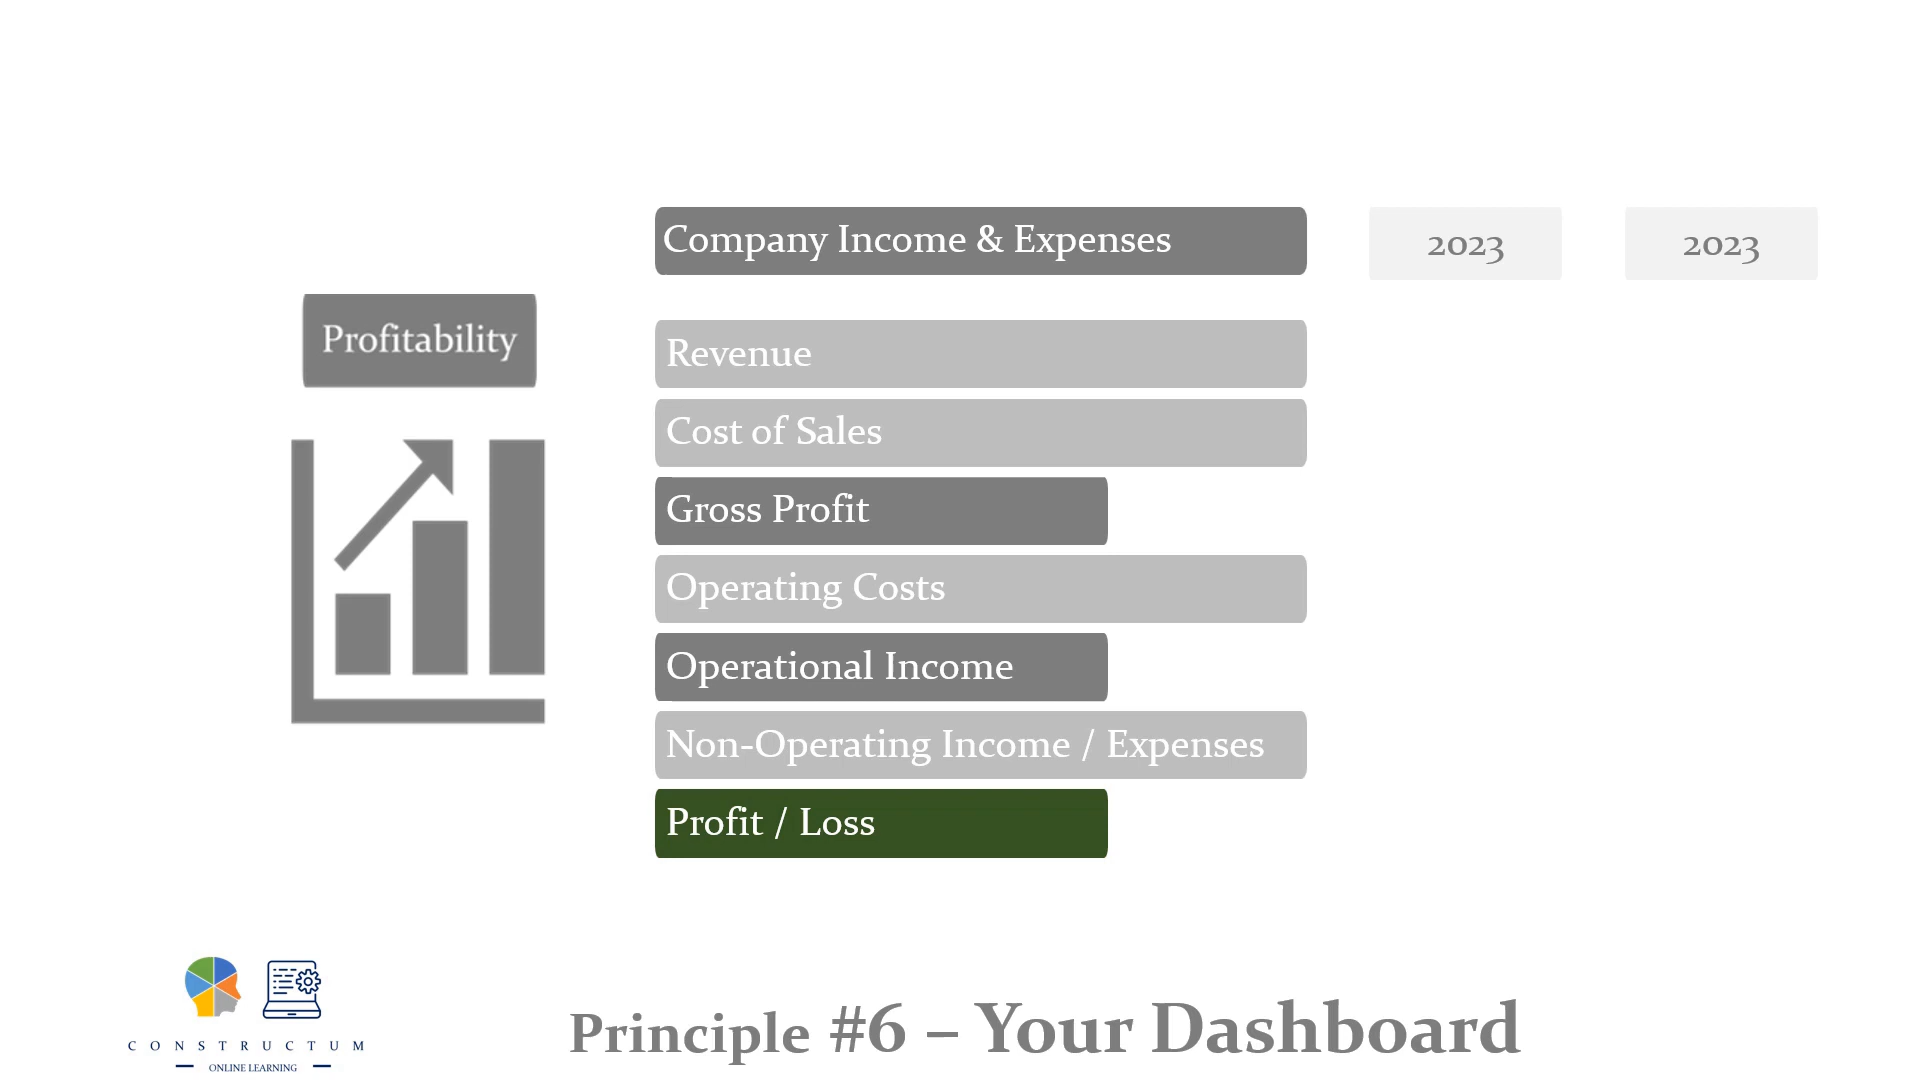 Company Income & Expenses
2023
2023
Profitability
Revenue
Cost of Sales
Gross Profit
Operating Costs
Operational Income
Non-Operating Income / Expenses
Profit / Loss
CONSTRUCTUM
ONLINE LEARNING
Principle #6 – Your Dashboard